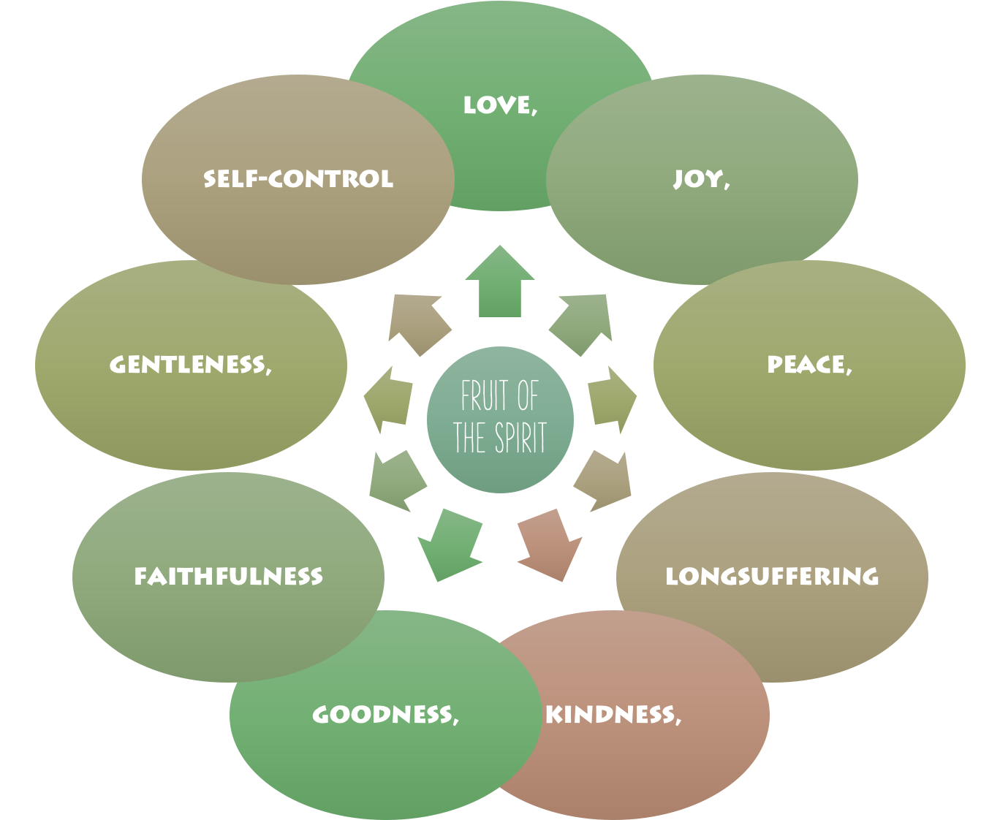 LOVE,
JOY,
PEACE,
LONGSUFFERING
KINDNESS,
GOODNESS,
FAITHFULNESS
GENTLENESS,
SELF-CONTROL
FRUIT OF
THE SPIRIT